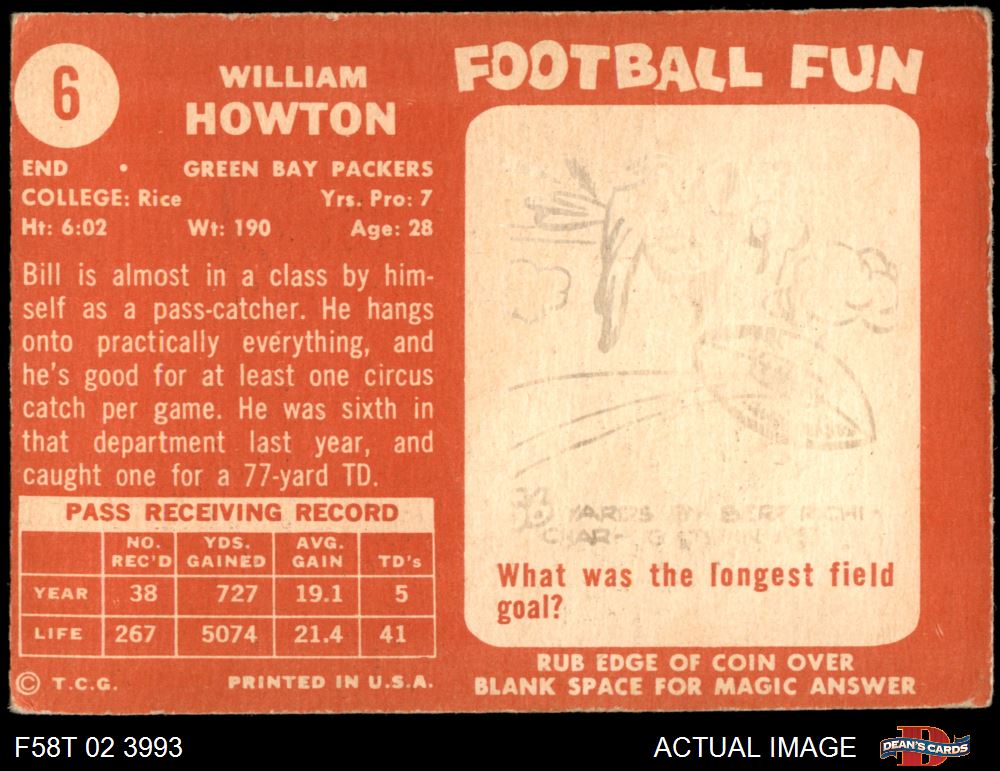 6
WILLIAM
HOWTON
END • GREEN BAY PACKERS
COLLEGE: Rice Yrs. Pro: 7
Ht: 6:02 Wt: 190 Age: 28
Bill is almost in a class by him-
self as a pass-catcher. He hangs
onto practically everything, and
he's good for at least one circus
catch per game. He was sixth in
that department last year, and
caught one for a 77-yard TD.
PASS RECEIVING RECORD
NO. REC'D YDS. GAINED AVG. GAIN TD's
YEAR 38 727 19.1 5
LIFE 267 5074 21.4 41
© T.C.G. PRINTED IN U.S.A.
FOOTBALL FUN
YARDS BY BERT
What was the longest field
goal?
RUB EDGE OF COIN OVER
BLANK SPACE FOR MAGIC ANSWER
F58T 02 3993
ACTUAL IMAGE
DEAN'S CARDS